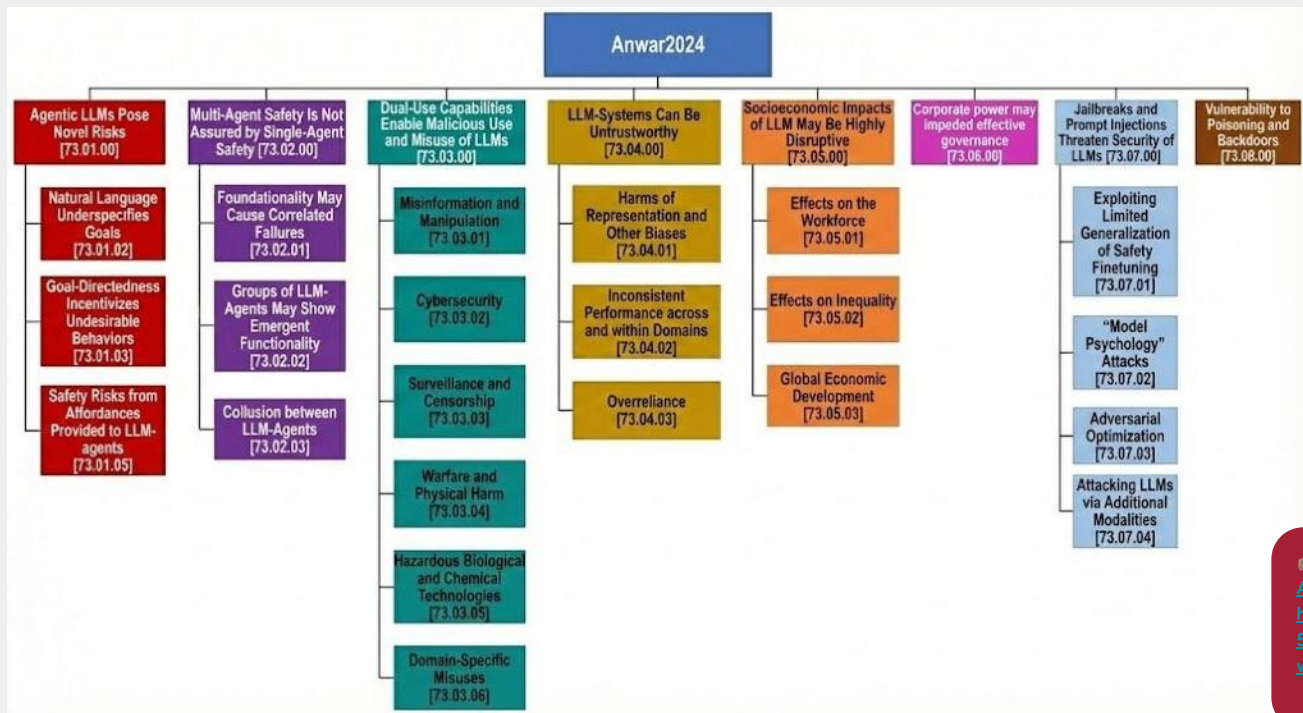 Anwar2024
Agentic LLMs Pose
Novel Risks
[73.01.00]
Natural Language
Underspecifies
Goals
[73.01.02]
Goal-Directedness
Incentivizes
Undesirable
Behaviors
[73.01.03]
Safety Risks from
Affordances
Provided to LLM-
agents
[73.01.05]
Multi-Agent Safety Is Not
Assured by Single-Agent
Safety [73.02.00]
Foundationality May
Cause Correlated
Failures
[73.02.01]
Groups of LLM-
Agents May Show
Emergent
Functionality
[73.02.02]
Collusion between
LLM-Agents
[73.02.03]
Dual-Use Capabilities
Enable Malicious Use
and Misuse of LLMs
[73.03.00]
Misinformation and
Manipulation
[73.03.01]
Cybersecurity
[73.03.02]
Surveillance and
Censorship
[73.03.03]
Warfare and
Physical Harm
[73.03.04]
Hazardous Biological
and Chemical
Technologies
[73.03.05]
Domain-Specific
Misuses
[73.03.06]
LLM-Systems Can Be
Untrustworthy
[73.04.00]
Harms of
Representation and
Other Biases
[73.04.01]
Inconsistent
Performance across
and within Domains
[73.04.02]
Overreliance
[73.04.03]
Socioeconomic Impacts
of LLM May Be Highly
Disruptive
[73.05.00]
Effects on the
Workforce
[73.05.01]
Effects on Inequality
[73.05.02]
Global Economic
Development
[73.05.03]
Corporate power may
impeded effective
governance
[73.06.00]
Jailbreaks and
Prompt Injections
Threaten Security of
LLMs [73.07.00]
Exploiting
Limited
Generalization
of Safety
Finetuning
[73.07.01]
“Model
Psychology”
Attacks
[73.07.02]
Adversarial
Optimization
[73.07.03]
Attacking LLMs
via Additional
Modalities
[73.07.04]
Vulnerability to
Poisoning and
Backdoors
[73.08.00]